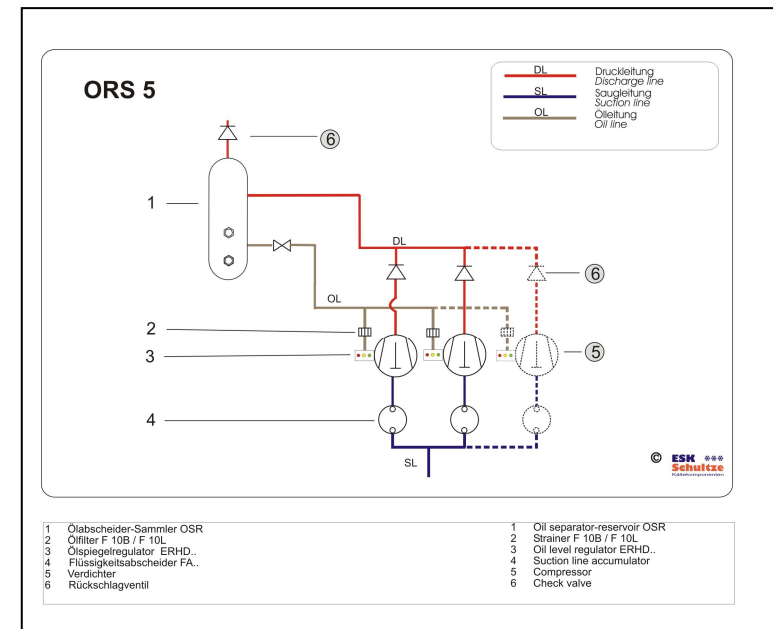 ORS 5
DL Druckleitung
Discharge line
SL Saugleitung
Suction line
OL Ölleitung
Oil line
6
1
DL
6
OL
2
3
5
4
SL
© ESK
Schultze
Kältekomponenten
1 Ölabscheider-Sammler OSR
2 Ölfilter F 10B / F 10L
3 Ölspiegelregulator ERHD..
4 Flüssigkeitsabscheider FA..
5 Verdichter
6 Rückschlagventil
1 Oil separator-reservoir OSR
2 Strainer F 10B / F 10L
3 Oil level regulator ERHD..
4 Suction line accumulator
5 Compressor
6 Check valve